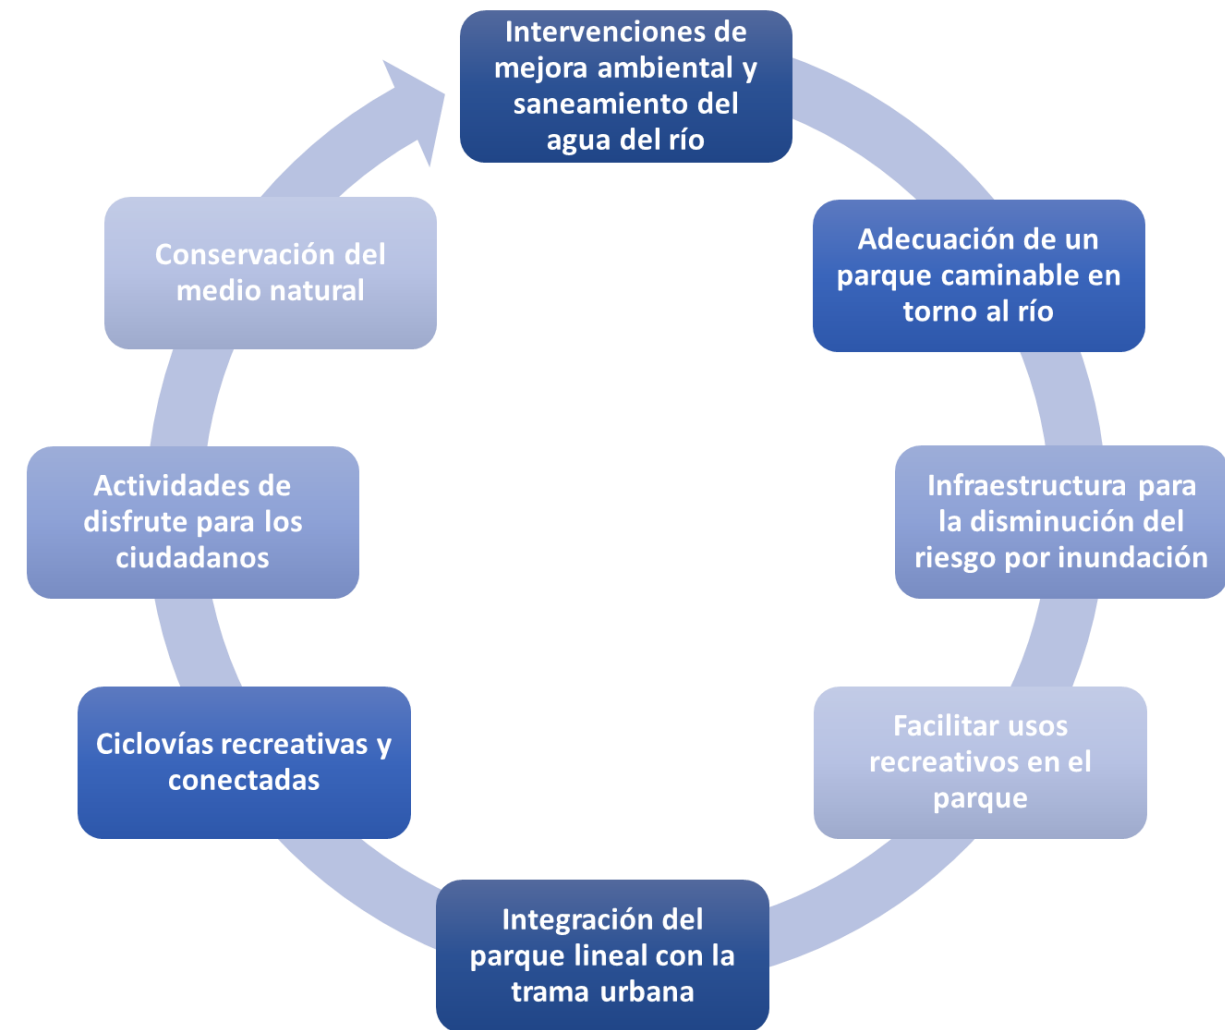 Intervenciones de
mejora ambiental y
saneamiento del
agua del río
Adecuación de un
parque caminable en
torno al río
Infraestructura para
la disminución del
riesgo por inundación
Facilitar usos
recreativos en el
parque
Integración del
parque lineal con la
trama urbana
Ciclovías recreativas y
conectadas
Actividades de
disfrute para los
ciudadanos
Conservación del
medio natural